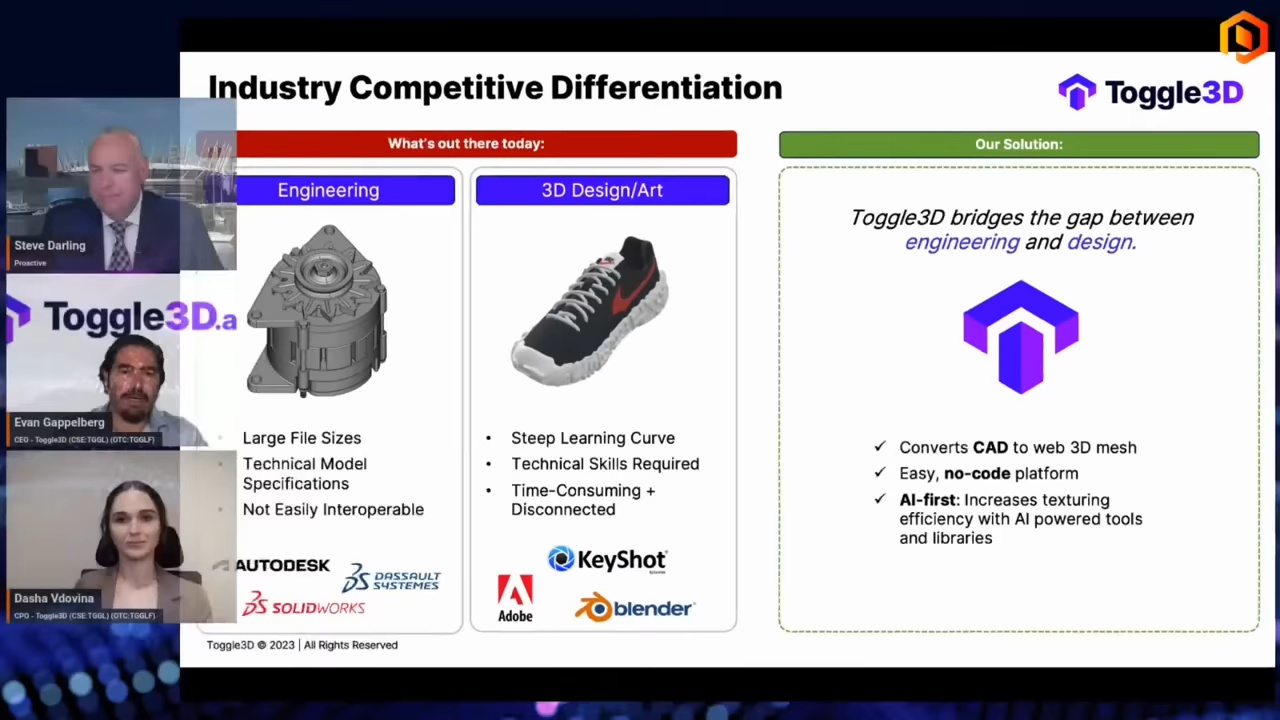 Industry Competitive Differentiation
Toggle3D
What's out there today:
Our Solution:
Engineering
3D Design/Art
Toggle3D bridges the gap between
engineering and design.
Steve Darling
Proactive
Toggle3D.a
Evan Gappelberg
CEO - Toggle3D (CSE:TGGL) (OTC:TGGLF)
Dasha Vdovina
CPO - Toggle3D (CSE:TGGL) (OTC:TGGLF)
• Large File Sizes
Technical Model
Specifications
• Not Easily Interoperable
AUTODESK
DASSAULT
SYSTEMES
SOLIDWORKS
• Steep Learning Curve
• Technical Skills Required
• Time-Consuming +
Disconnected
KeyShot
Adobe
blender
✓ Converts CAD to web 3D mesh
✓ Easy, no-code platform
✓ AI-first: Increases texturing
efficiency with AI powered tools
and libraries
Toggle3D © 2023 | All Rights Reserved